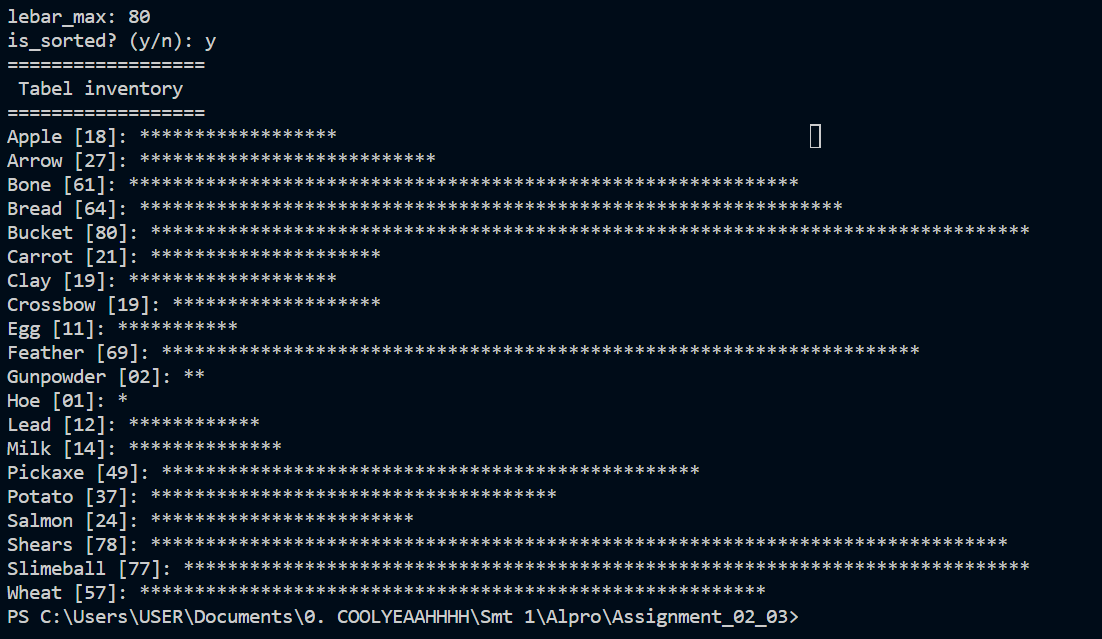 lebar_max: 80
is_sorted? (y/n): y
==================
 Tabel inventory
==================
Apple [18]: ******************
Arrow [27]: ***************************
Bone [61]: *************************************************************
Bread [64]: ****************************************************************
Bucket [80]: ********************************************************************************
Carrot [21]: *********************
Clay [19]: *******************
Crossbow [19]: *******************
Egg [11]: ***********
Feather [69]: *********************************************************************
Gunpowder [02]: **
Hoe [01]: *
Lead [12]: ************
Milk [14]: **************
Pickaxe [49]: *************************************************
Potato [37]: *************************************
Salmon [24]: ************************
Shears [78]: ******************************************************************************
Slimeball [77]: *****************************************************************************
Wheat [57]: *********************************************************
PS C:\Users\USER\Documents\0. COOLYEAAHHHH\Smt 1\Alpro\Assignment_02_03>